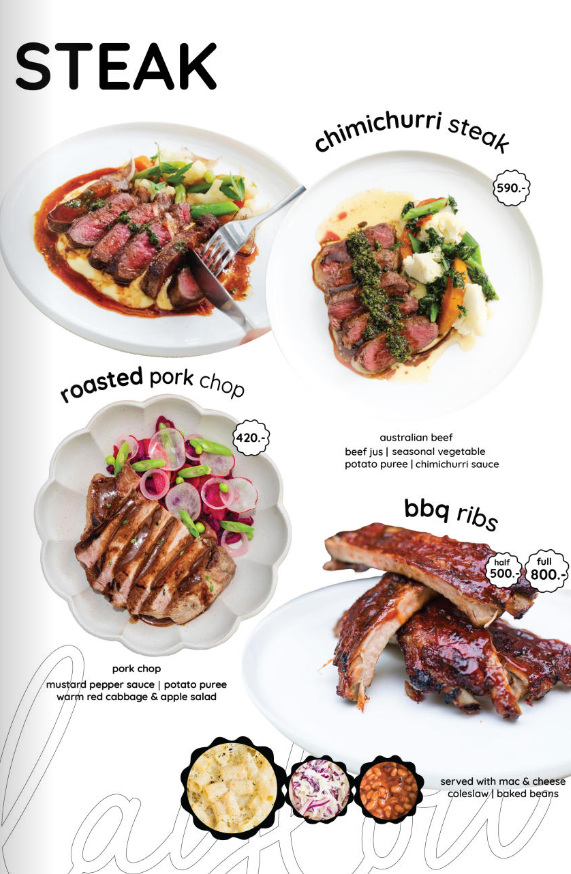 STEAK
chimichurri steak
590.-
australian beef
beef jus | seasonal vegetable
potato puree | chimichurri sauce
roasted pork chop
420.-
pork chop
mustard pepper sauce | potato puree
warm red cabbage & apple salad
bbq ribs
half
500.-
full
800.-
served with mac & cheese
coleslaw | baked beans